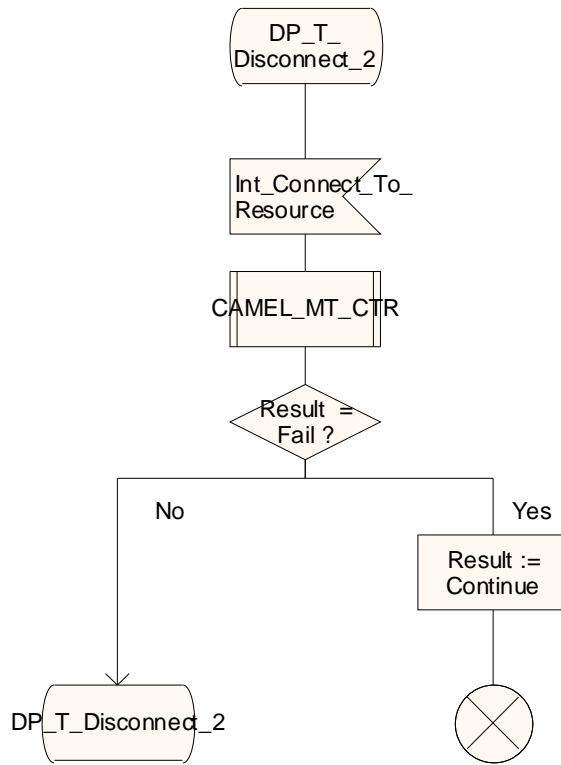 DP_T_
Disconnect_2
Int_Connect_To_
Resource
CAMEL_MT_CTR
Result =
Fail ?
No
Yes
Result :=
Continue
DP_T_Disconnect_2